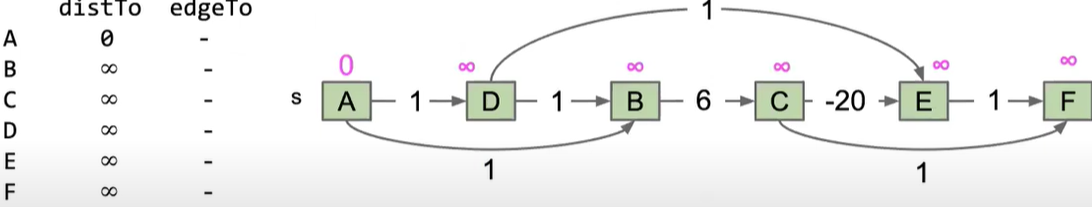 distTo edgeTo
A 0 -
B ∞ -
C ∞ -
D ∞ -
E ∞ -
F ∞ -
1
0 ∞ ∞ ∞ ∞ ∞
s A 1 D 1 B 6 C -20 E 1 F
1 1